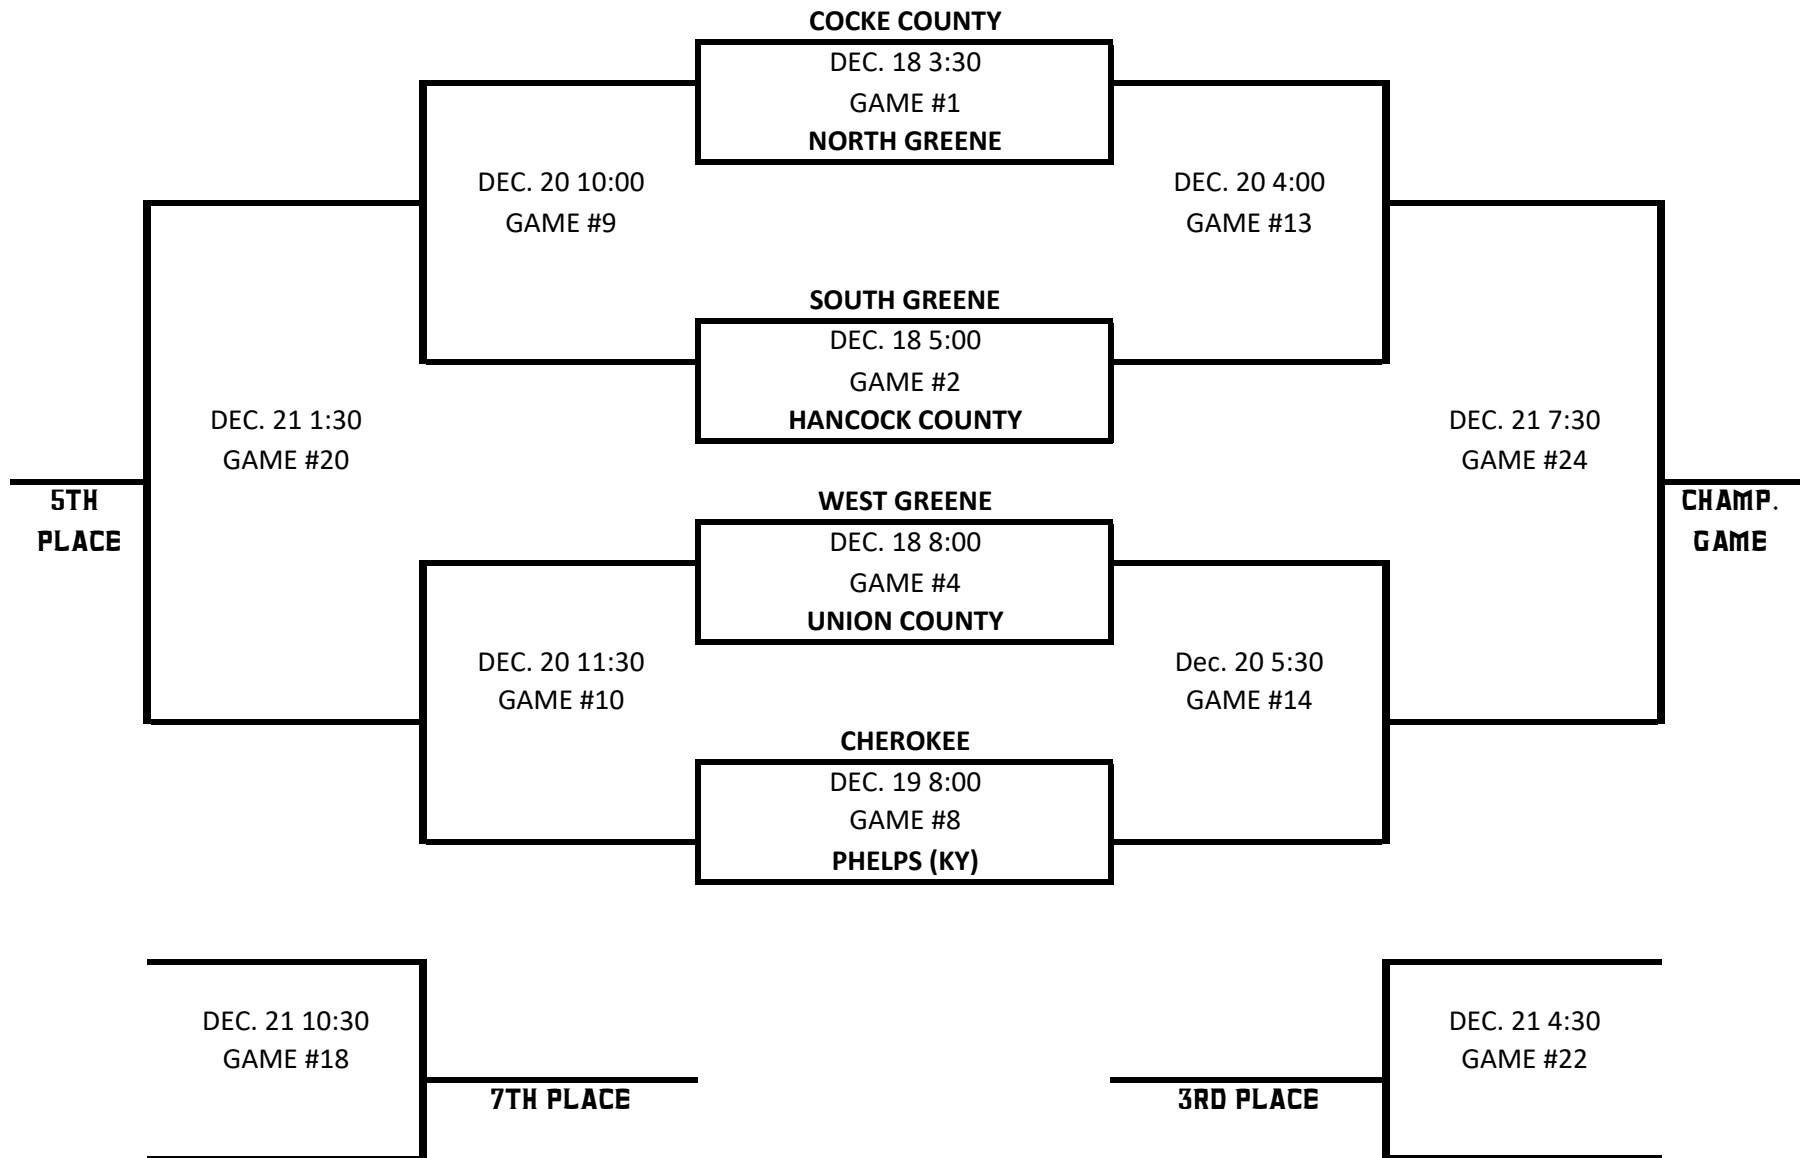 COCKE COUNTY
DEC. 18 3:30
GAME #1
NORTH GREENE
DEC. 20 10:00
GAME #9
DEC. 20 4:00
GAME #13
SOUTH GREENE
DEC. 18 5:00
GAME #2
HANCOCK COUNTY
DEC. 21 1:30
GAME #20
DEC. 21 7:30
GAME #24
5TH
PLACE
WEST GREENE
DEC. 18 8:00
GAME #4
UNION COUNTY
CHAMP.
GAME
DEC. 20 11:30
GAME #10
Dec. 20 5:30
GAME #14
CHEROKEE
DEC. 19 8:00
GAME #8
PHELPS (KY)
DEC. 21 10:30
GAME #18
7TH PLACE
DEC. 21 4:30
GAME #22
3RD PLACE